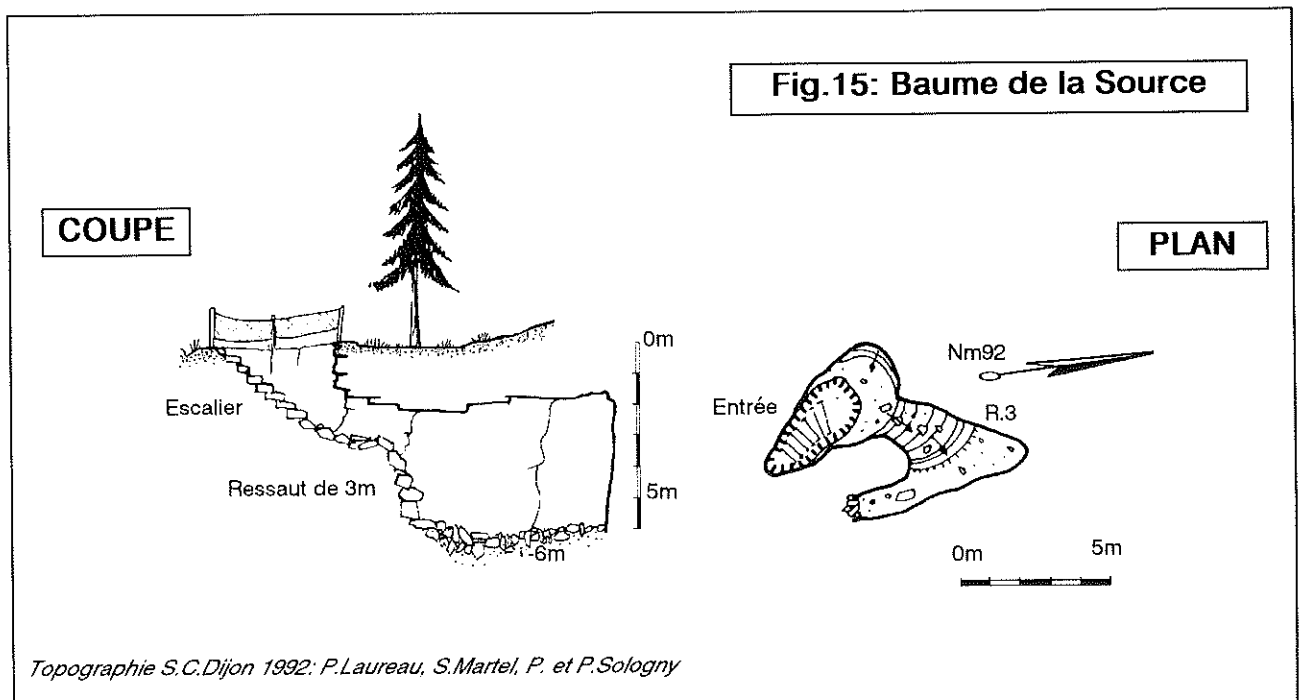 Fig.15: Baume de la Source
COUPE
PLAN
0m
Nm92
Escalier
Entrée
R.3
Ressaut de 3m
5m
-6m
0m 5m
Topographie S.C.Dijon 1992: P.Laureau, S.Martel, P. et P.Sologny